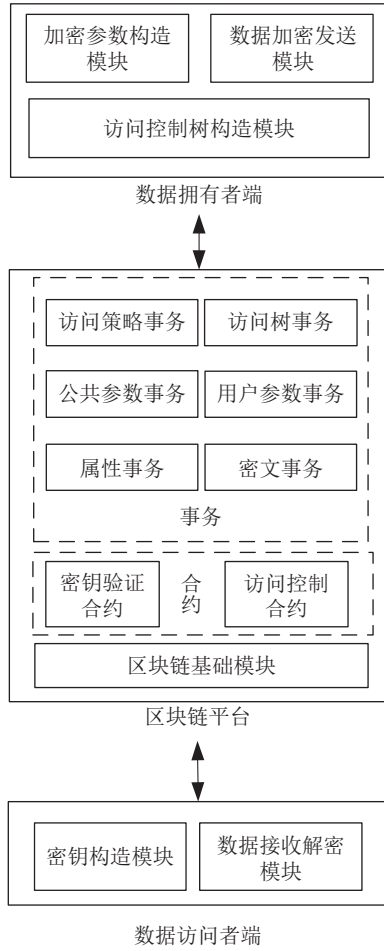 加密参数构造
模块
数据加密发送
模块
访问控制树构造模块
数据拥有者端
访问策略事务
访问树事务
公共参数事务
用户参数事务
属性事务
密文事务
事务
密钥验证
合约
合
约
访问控制
合约
区块链基础模块
区块链平台
密钥构造模块
数据接收解密
模块
数据访问者端